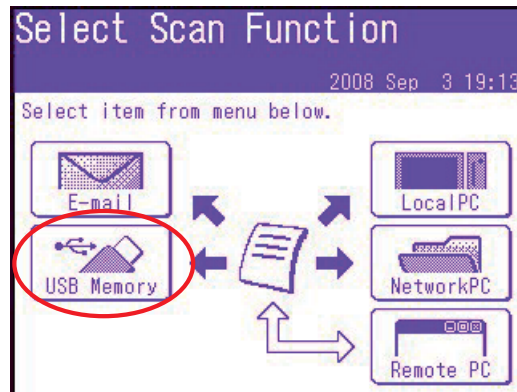 Select Scan Function
2008 Sep 3 19:13
Select item from menu below.
E-mail
LocalPC
USB Memory
NetworkPC
Remote PC